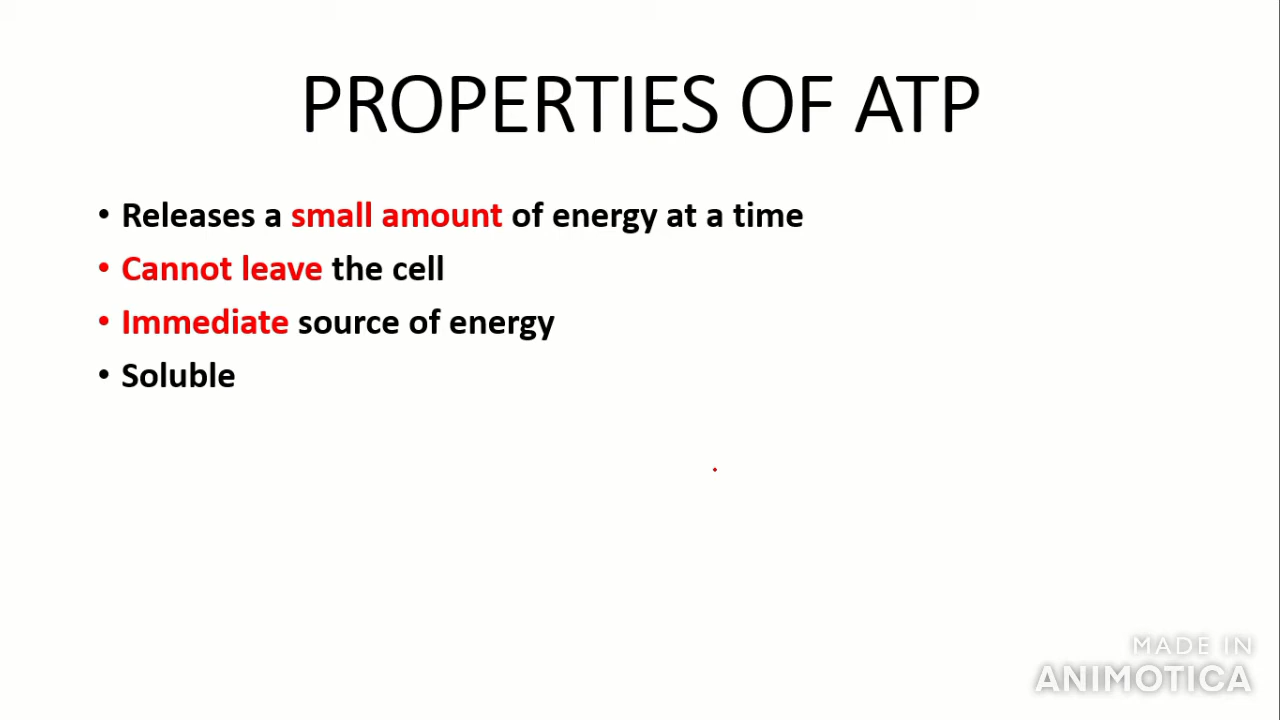 PROPERTIES OF ATP
• Releases a small amount of energy at a time
• Cannot leave the cell
• Immediate source of energy
• Soluble
MADE IN
ANIMOTICA